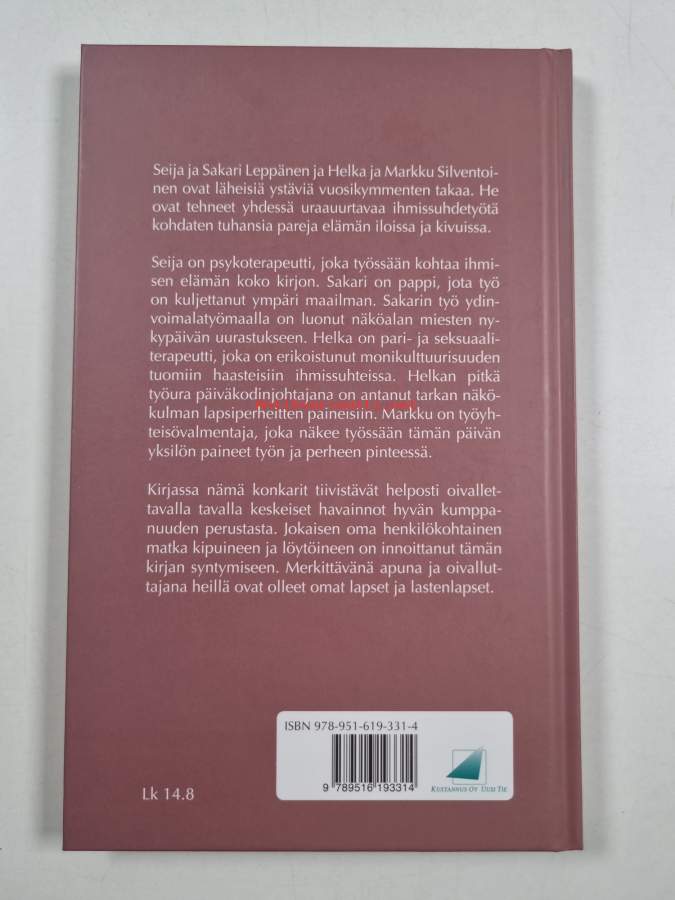 Seija ja Sakari Leppänen ja Helka ja Markku Silventoi-
nen ovat läheisiä ystäviä vuosikymmenten takaa. He
ovat tehneet yhdessä uraauurtavaa ihmissuhdetyötä
kohdaten tuhansia pareja elämän iloissa ja kivuissa.
Seija on psykoterapeutti, joka työssään kohtaa ihmi-
sen elämän koko kirjon. Sakari on pappi, jota työ
on kuljettanut ympäri maailman. Sakarin työ ydin-
voimalatyömaalla on luonut näköalan miesten ny-
kypäivän uurastukseen. Helka on pari- ja seksuaali-
terapeutti, joka on erikoistunut monikulttuurisuuden
tuomiin haasteisiin ihmissuhteissa. Helkan pitkä
työura päiväkodinjohtajana on antanut tarkan näkö-
kulman lapsiperheitten paineisiin. Markku on työyh-
teisövalmentaja, joka näkee työssään tämän päivän
yksilön paineet työn ja perheen pinteessä.
Kirjassa nämä konkarit tiivistävät helposti oivallet-
tavalla tavalla keskeiset havainnot hyvän kumppa-
nuuden perustasta. Jokaisen oma henkilökohtainen
matka kipuineen ja löytöineen on innoittanut tämän
kirjan syntymiseen. Merkittävänä apuna ja oivallut-
tajana heillä ovat olleet omat lapset ja lastenlapset.
ISBN 978-951-619-331-4
9 789516 193314
KUSTANNUS OY UUSI TIE
Lk 14.8